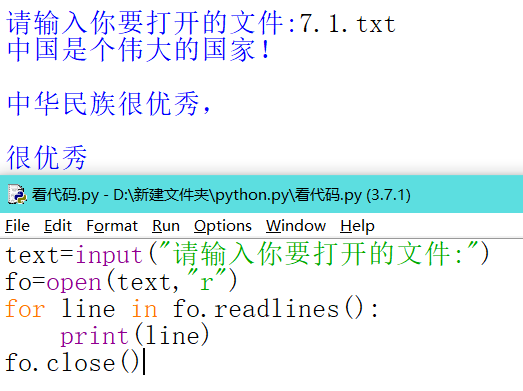 请输入你要打开的文件:7.1.txt
中国是个伟大的国家!
中华民族很优秀,
很优秀
看代码.py - D:\新建文件夹\python.py\看代码.py (3.7.1)
File Edit Format Run Options Window Help
text=input("请输入你要打开的文件:")
fo=open(text,"r")
for line in fo.readlines():
    print(line)
fo.close()